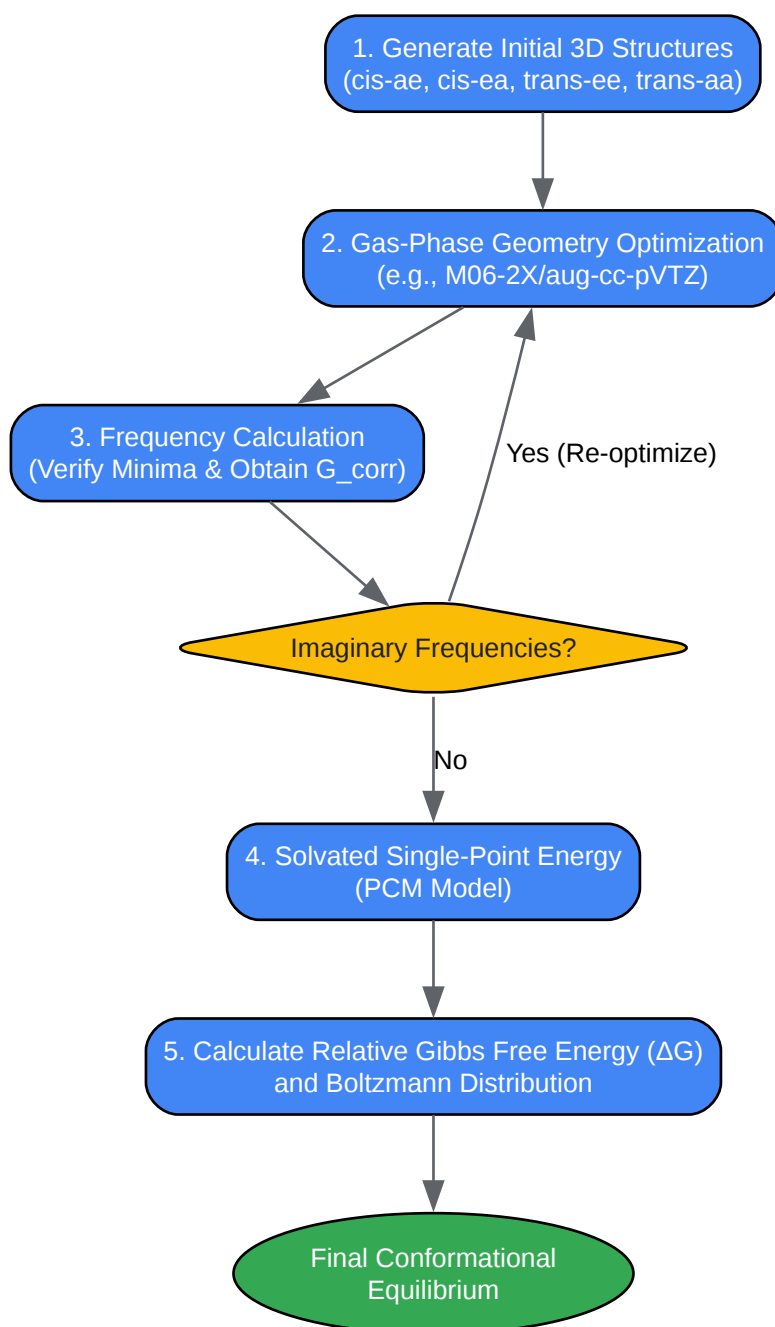 1. Generate Initial 3D Structures
(cis-ae, cis-ea, trans-ee, trans-aa)
2. Gas-Phase Geometry Optimization
(e.g., M06-2X/aug-cc-pVTZ)
3. Frequency Calculation
(Verify Minima & Obtain G_corr)
Yes (Re-optimize)
Imaginary Frequencies?
No
4. Solvated Single-Point Energy
(PCM Model)
5. Calculate Relative Gibbs Free Energy (ΔG)
and Boltzmann Distribution
Final Conformational
Equilibrium